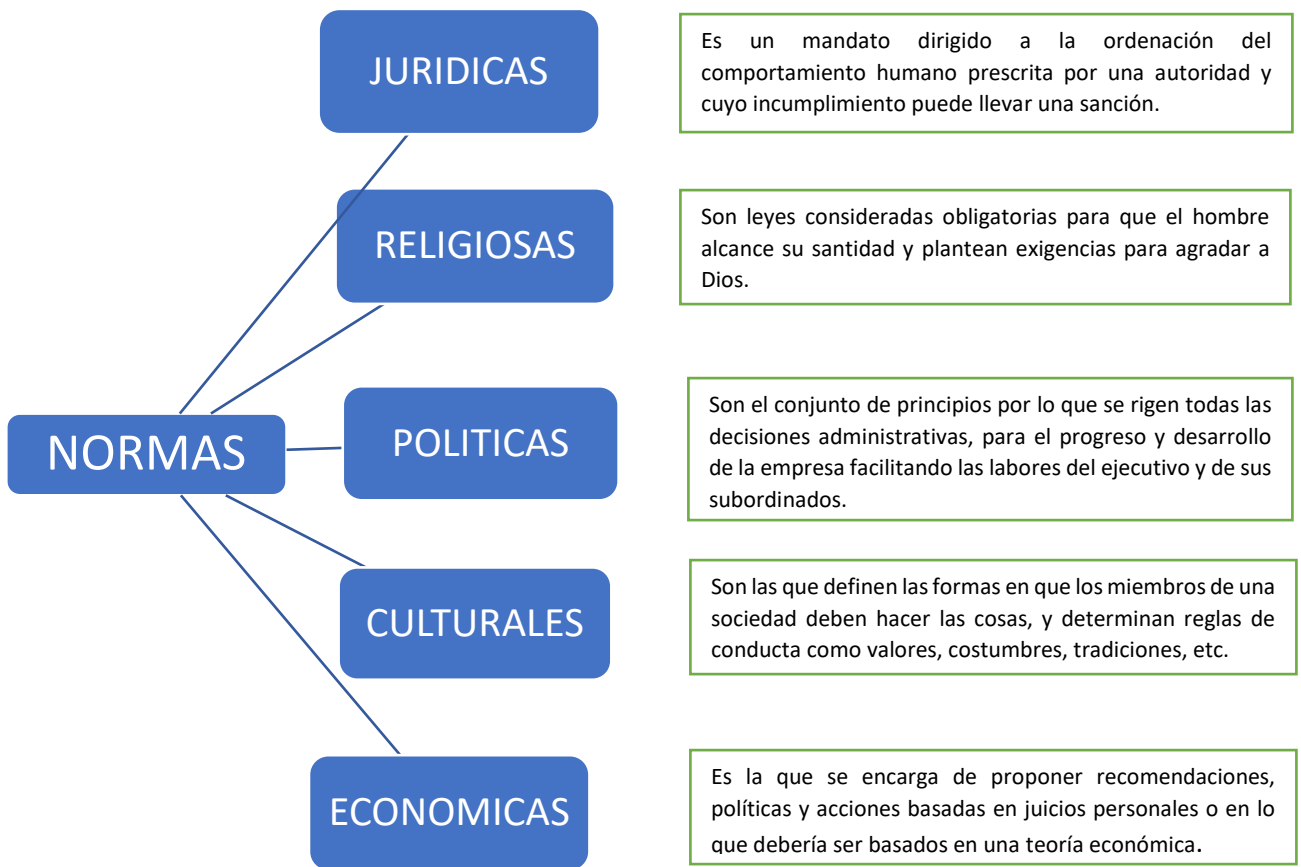 JURIDICAS
Es un mandato dirigido a la ordenación del
comportamiento humano prescrita por una autoridad y
cuyo incumplimiento puede llevar una sanción.
RELIGIOSAS
Son leyes consideradas obligatorias para que el hombre
alcance su santidad y plantean exigencias para agradar a
Dios.
NORMAS
POLITICAS
Son el conjunto de principios por lo que se rigen todas las
decisiones administrativas, para el progreso y desarrollo
de la empresa facilitando las labores del ejecutivo y de sus
subordinados.
CULTURALES
Son las que definen las formas en que los miembros de una
sociedad deben hacer las cosas, y determinan reglas de
conducta como valores, costumbres, tradiciones, etc.
ECONOMICAS
Es la que se encarga de proponer recomendaciones,
políticas y acciones basadas en juicios personales o en lo
que debería ser basados en una teoría económica.